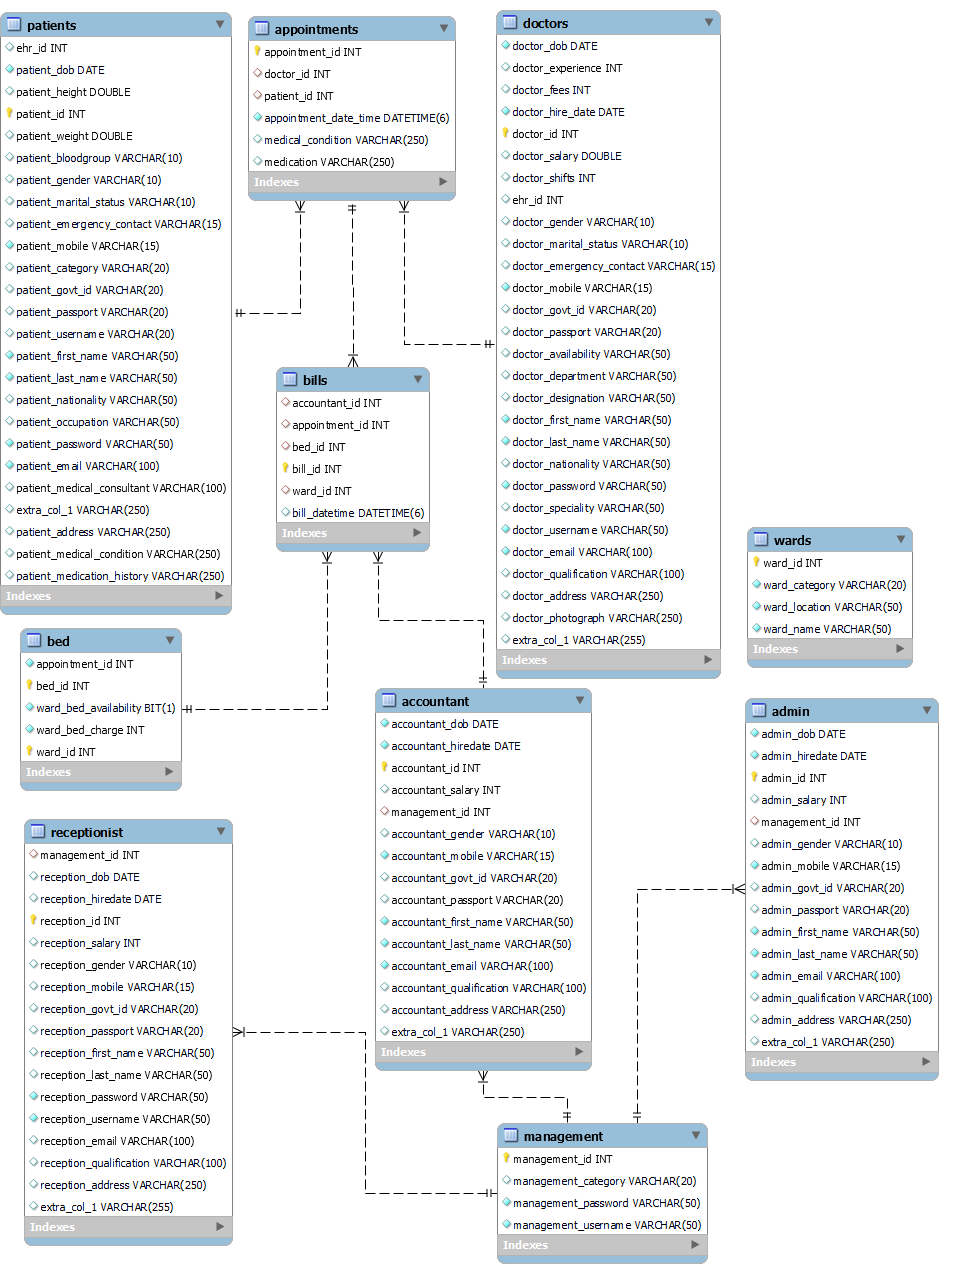 patients
ehr_id INT
patient_dob DATE
patient_height DOUBLE
patient_id INT
patient_weight DOUBLE
patient_bloodgroup VARCHAR(10)
patient_gender VARCHAR(10)
patient_marital_status VARCHAR(10)
patient_emergency_contact VARCHAR(15)
patient_mobile VARCHAR(15)
patient_category VARCHAR(20)
patient_govt_id VARCHAR(20)
patient_passport VARCHAR(20)
patient_username VARCHAR(20)
patient_first_name VARCHAR(50)
patient_last_name VARCHAR(50)
patient_nationality VARCHAR(50)
patient_occupation VARCHAR(50)
patient_password VARCHAR(50)
patient_email VARCHAR(100)
patient_medical_consultant VARCHAR(100)
extra_col_1 VARCHAR(250)
patient_address VARCHAR(250)
patient_medical_condition VARCHAR(250)
patient_medication_history VARCHAR(250)
Indexes
appointments
appointment_id INT
doctor_id INT
patient_id INT
appointment_date_time DATETIME(6)
medical_condition VARCHAR(250)
medication VARCHAR(250)
Indexes
doctors
doctor_dob DATE
doctor_experience INT
doctor_fees INT
doctor_hire_date DATE
doctor_id INT
doctor_salary DOUBLE
doctor_shifts INT
ehr_id INT
doctor_gender VARCHAR(10)
doctor_marital_status VARCHAR(10)
doctor_emergency_contact VARCHAR(15)
doctor_mobile VARCHAR(15)
doctor_govt_id VARCHAR(20)
doctor_passport VARCHAR(20)
doctor_availability VARCHAR(50)
doctor_department VARCHAR(50)
doctor_designation VARCHAR(50)
doctor_first_name VARCHAR(50)
doctor_last_name VARCHAR(50)
doctor_nationality VARCHAR(50)
doctor_password VARCHAR(50)
doctor_speciality VARCHAR(50)
doctor_username VARCHAR(50)
doctor_email VARCHAR(100)
doctor_qualification VARCHAR(100)
doctor_address VARCHAR(250)
doctor_photograph VARCHAR(250)
extra_col_1 VARCHAR(255)
Indexes
bills
accountant_id INT
appointment_id INT
bed_id INT
bill_id INT
ward_id INT
bill_datetime DATETIME(6)
Indexes
wards
ward_id INT
ward_category VARCHAR(20)
ward_location VARCHAR(50)
ward_name VARCHAR(50)
Indexes
bed
appointment_id INT
bed_id INT
ward_bed_availability BIT(1)
ward_bed_charge INT
ward_id INT
Indexes
accountant
accountant_dob DATE
accountant_hiredate DATE
accountant_id INT
accountant_salary INT
management_id INT
accountant_gender VARCHAR(10)
accountant_mobile VARCHAR(15)
accountant_govt_id VARCHAR(20)
accountant_passport VARCHAR(20)
accountant_first_name VARCHAR(50)
accountant_last_name VARCHAR(50)
accountant_email VARCHAR(100)
accountant_qualification VARCHAR(100)
accountant_address VARCHAR(250)
extra_col_1 VARCHAR(250)
Indexes
admin
admin_dob DATE
admin_hiredate DATE
admin_id INT
admin_salary INT
management_id INT
admin_gender VARCHAR(10)
admin_mobile VARCHAR(15)
admin_govt_id VARCHAR(20)
admin_passport VARCHAR(20)
admin_first_name VARCHAR(50)
admin_last_name VARCHAR(50)
admin_email VARCHAR(100)
admin_qualification VARCHAR(100)
admin_address VARCHAR(250)
extra_col_1 VARCHAR(250)
Indexes
receptionist
management_id INT
reception_dob DATE
reception_hiredate DATE
reception_id INT
reception_salary INT
reception_gender VARCHAR(10)
reception_mobile VARCHAR(15)
reception_govt_id VARCHAR(20)
reception_passport VARCHAR(20)
reception_first_name VARCHAR(50)
reception_last_name VARCHAR(50)
reception_password VARCHAR(50)
reception_username VARCHAR(50)
reception_email VARCHAR(100)
reception_qualification VARCHAR(100)
reception_address VARCHAR(250)
extra_col_1 VARCHAR(255)
Indexes
management
management_id INT
management_category VARCHAR(20)
management_password VARCHAR(50)
management_username VARCHAR(50)
Indexes